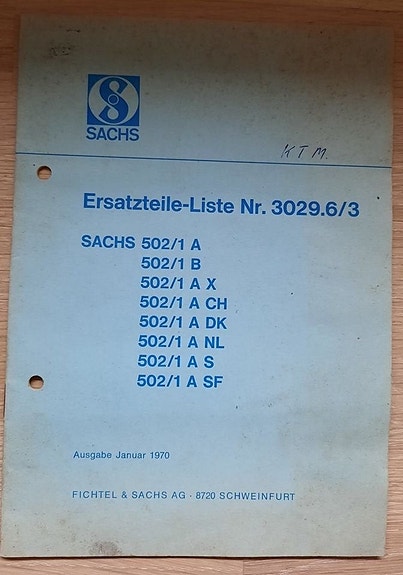 SACHS
KTM.
Ersatzteile-Liste Nr. 3029.6/3
SACHS 502/1 A
502/1 B
502/1 A X
502/1 A CH
502/1 A DK
502/1 A NL
502/1 A S
502/1 A SF
Ausgabe Januar 1970
FICHTEL & SACHS AG · 8720 SCHWEINFURT